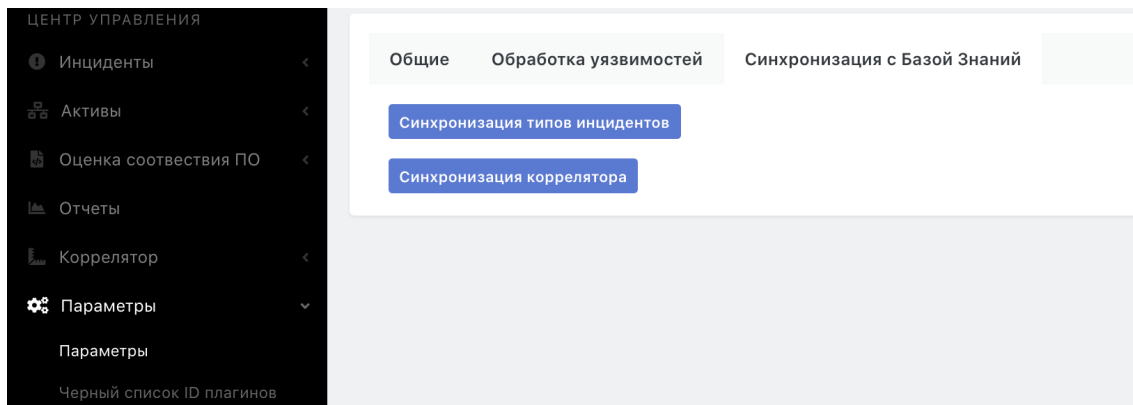 ЦЕНТР УПРАВЛЕНИЯ
Инциденты
Активы
Оценка соотвествия ПО
Отчеты
Коррелятор
Параметры
Параметры
Черный список ID плагинов
Общие Обработка уязвимостей Синхронизация с Базой Знаний
Синхронизация типов инцидентов
Синхронизация коррелятора